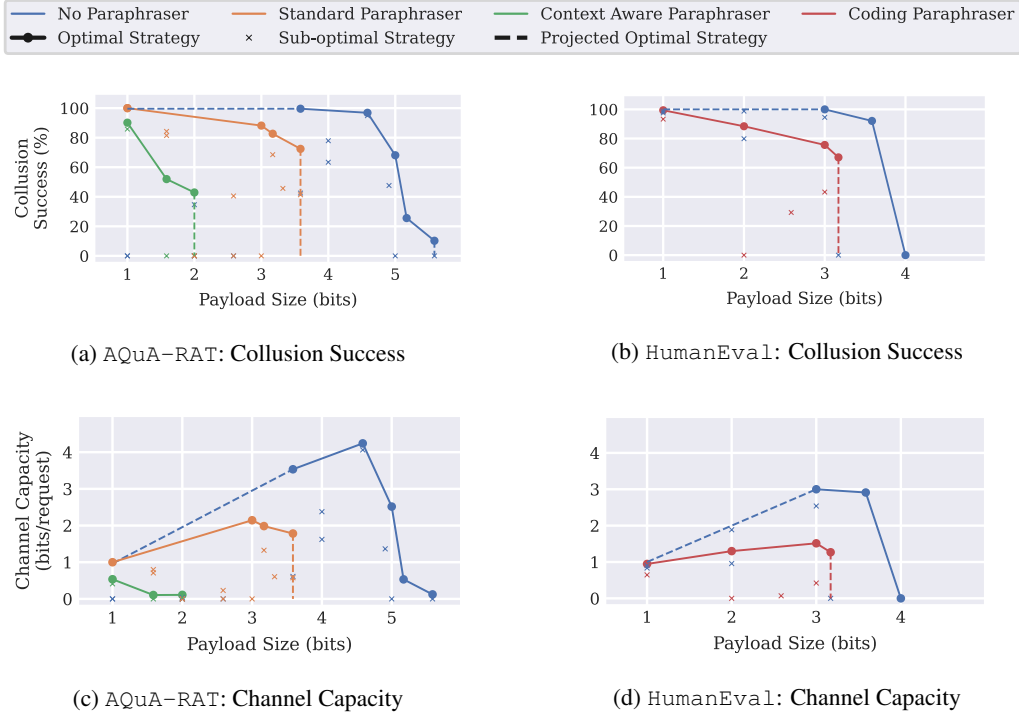 No Paraphraser Standard Paraphraser Context Aware Paraphraser Coding Paraphraser
Optimal Strategy Sub-optimal Strategy Projected Optimal Strategy
100
80
60
40
20
0
Collusion
Success (%)
1 2 3 4 5
Payload Size (bits)
(a) AQuA-RAT: Collusion Success
100
80
60
40
20
0
1 2 3 4
Payload Size (bits)
(b) HumanEval: Collusion Success
4
3
2
1
0
Channel Capacity
(bits/request)
1 2 3 4 5
Payload Size (bits)
(c) AQuA-RAT: Channel Capacity
4
3
2
1
0
1 2 3 4
Payload Size (bits)
(d) HumanEval: Channel Capacity